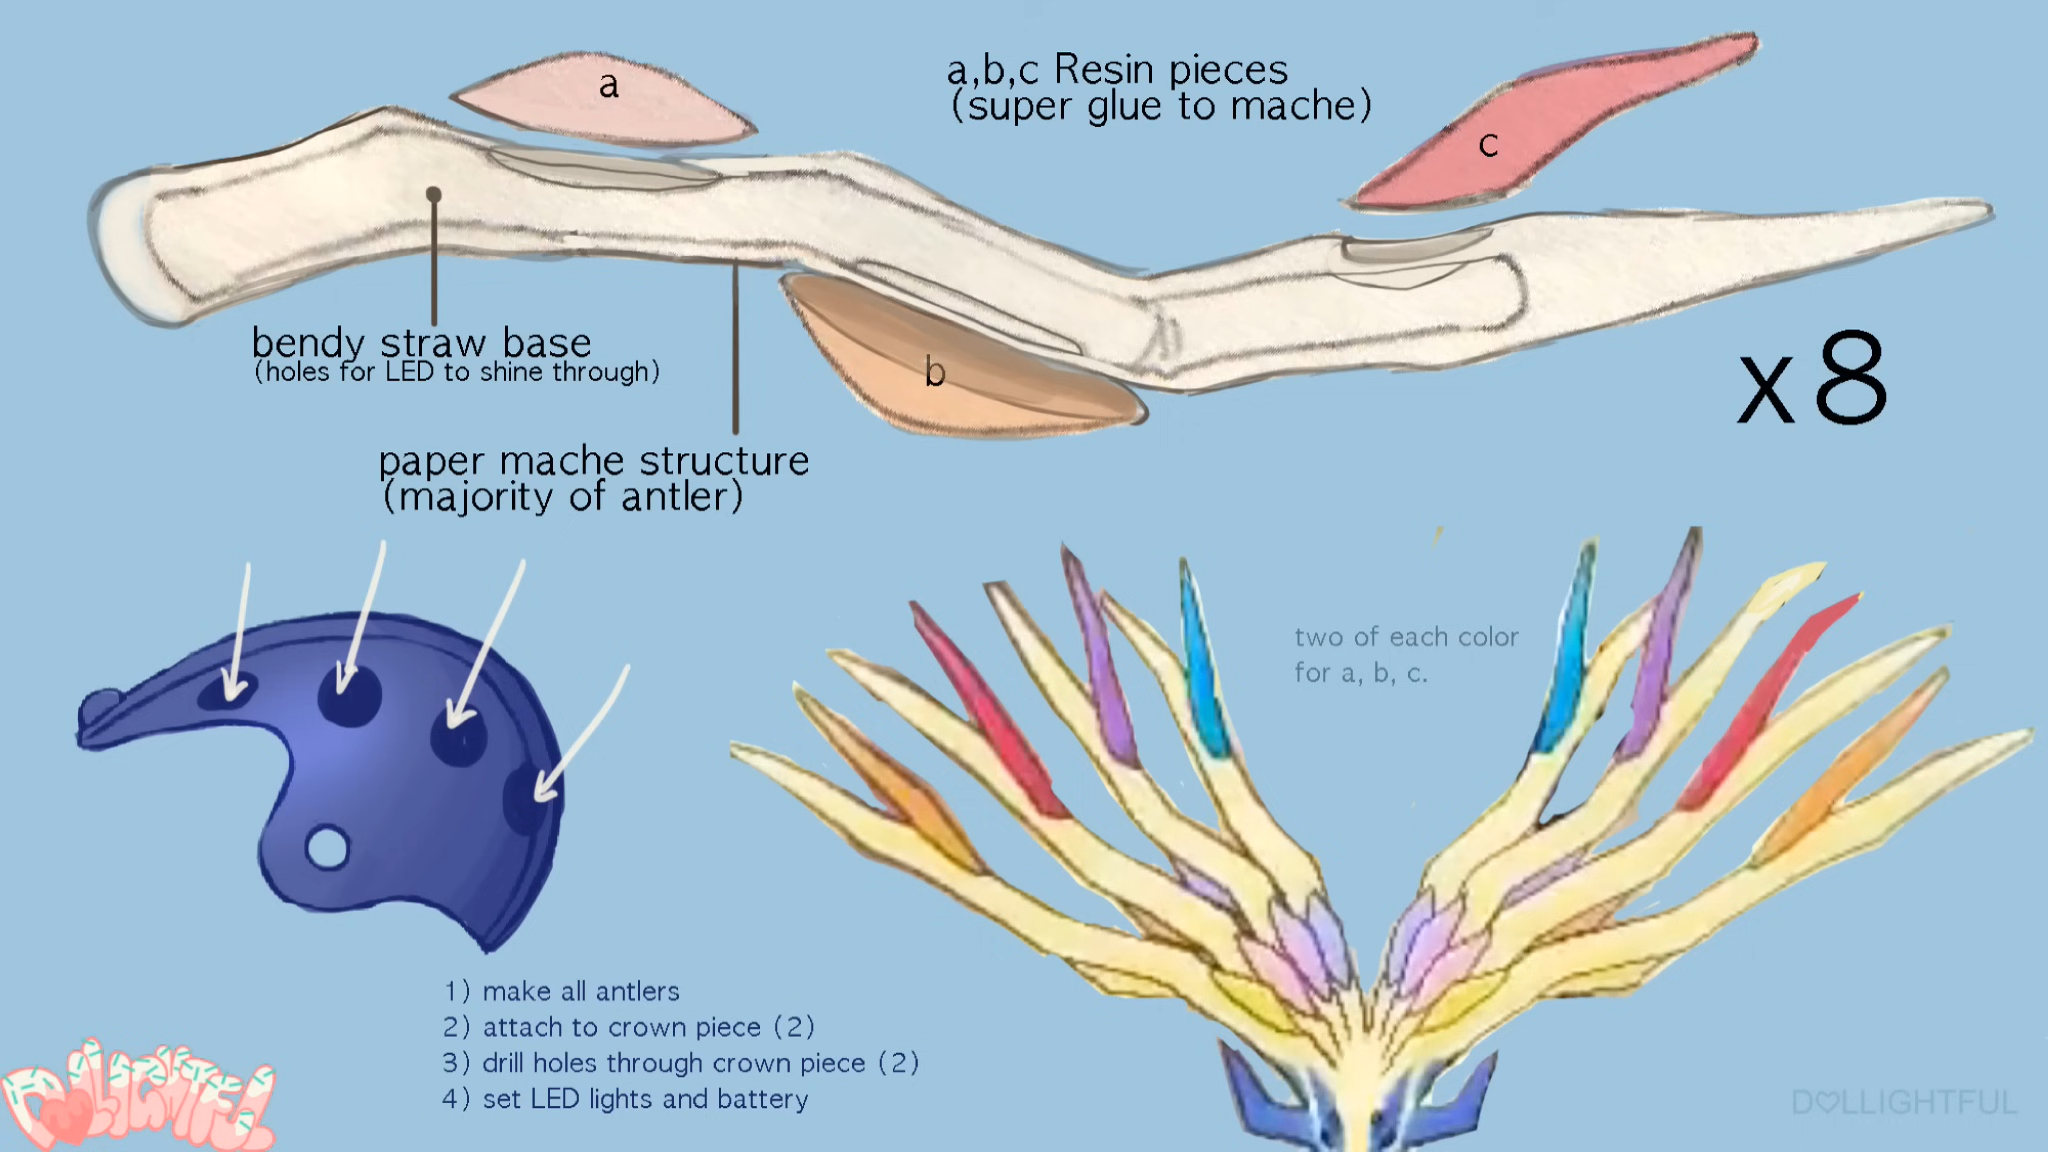 a
a,b,c Resin pieces
(super glue to mache)
c
bendy straw base
(holes for LED to shine through)
b
x8
paper mache structure
(majority of antler)
two of each color
for a, b, c.
1) make all antlers
2) attach to crown piece (2)
3) drill holes through crown piece (2)
4) set LED lights and battery
DOLLIGHTFUL
D♡LLIGHTFUL